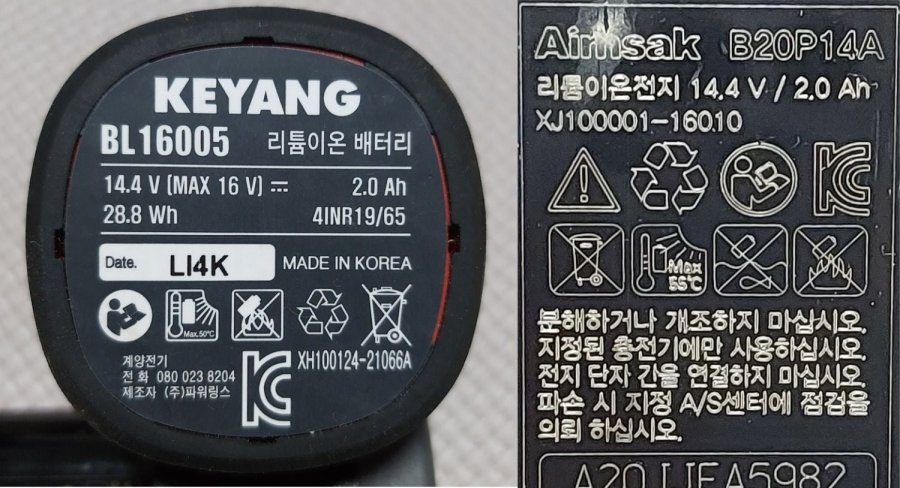 KEYANG
BL16005 리튬이온 배터리
14.4 V (MAX 16 V) ⎓ 2.0 Ah
28.8 Wh 4INR19/65
Date. LI4K MADE IN KOREA
Max.50℃
계양전기
전 화 080 023 8204
제조자 (주)파워링스
XH100124-21066A
Aimsak B20P14A
리튬이온전지 14.4 V / 2.0 Ah
XJ100001-16010
Max
55℃
분해하거나 개조하지 마십시오.
지정된 충전기에만 사용하십시오.
전지 단자 간을 연결하지 마십시오.
파손 시 지정 A/S센터에 점검을
의뢰 하십시오.